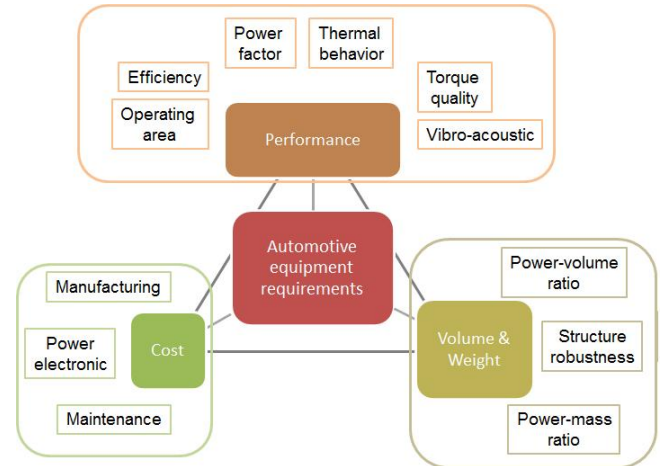 Power
factor
Thermal
behavior
Efficiency
Torque
quality
Operating
area
Vibro-acoustic
Performance
Automotive
equipment
requirements
Manufacturing
Power
electronic
Cost
Maintenance
Power-volume
ratio
Volume &
Weight
Structure
robustness
Power-mass
ratio